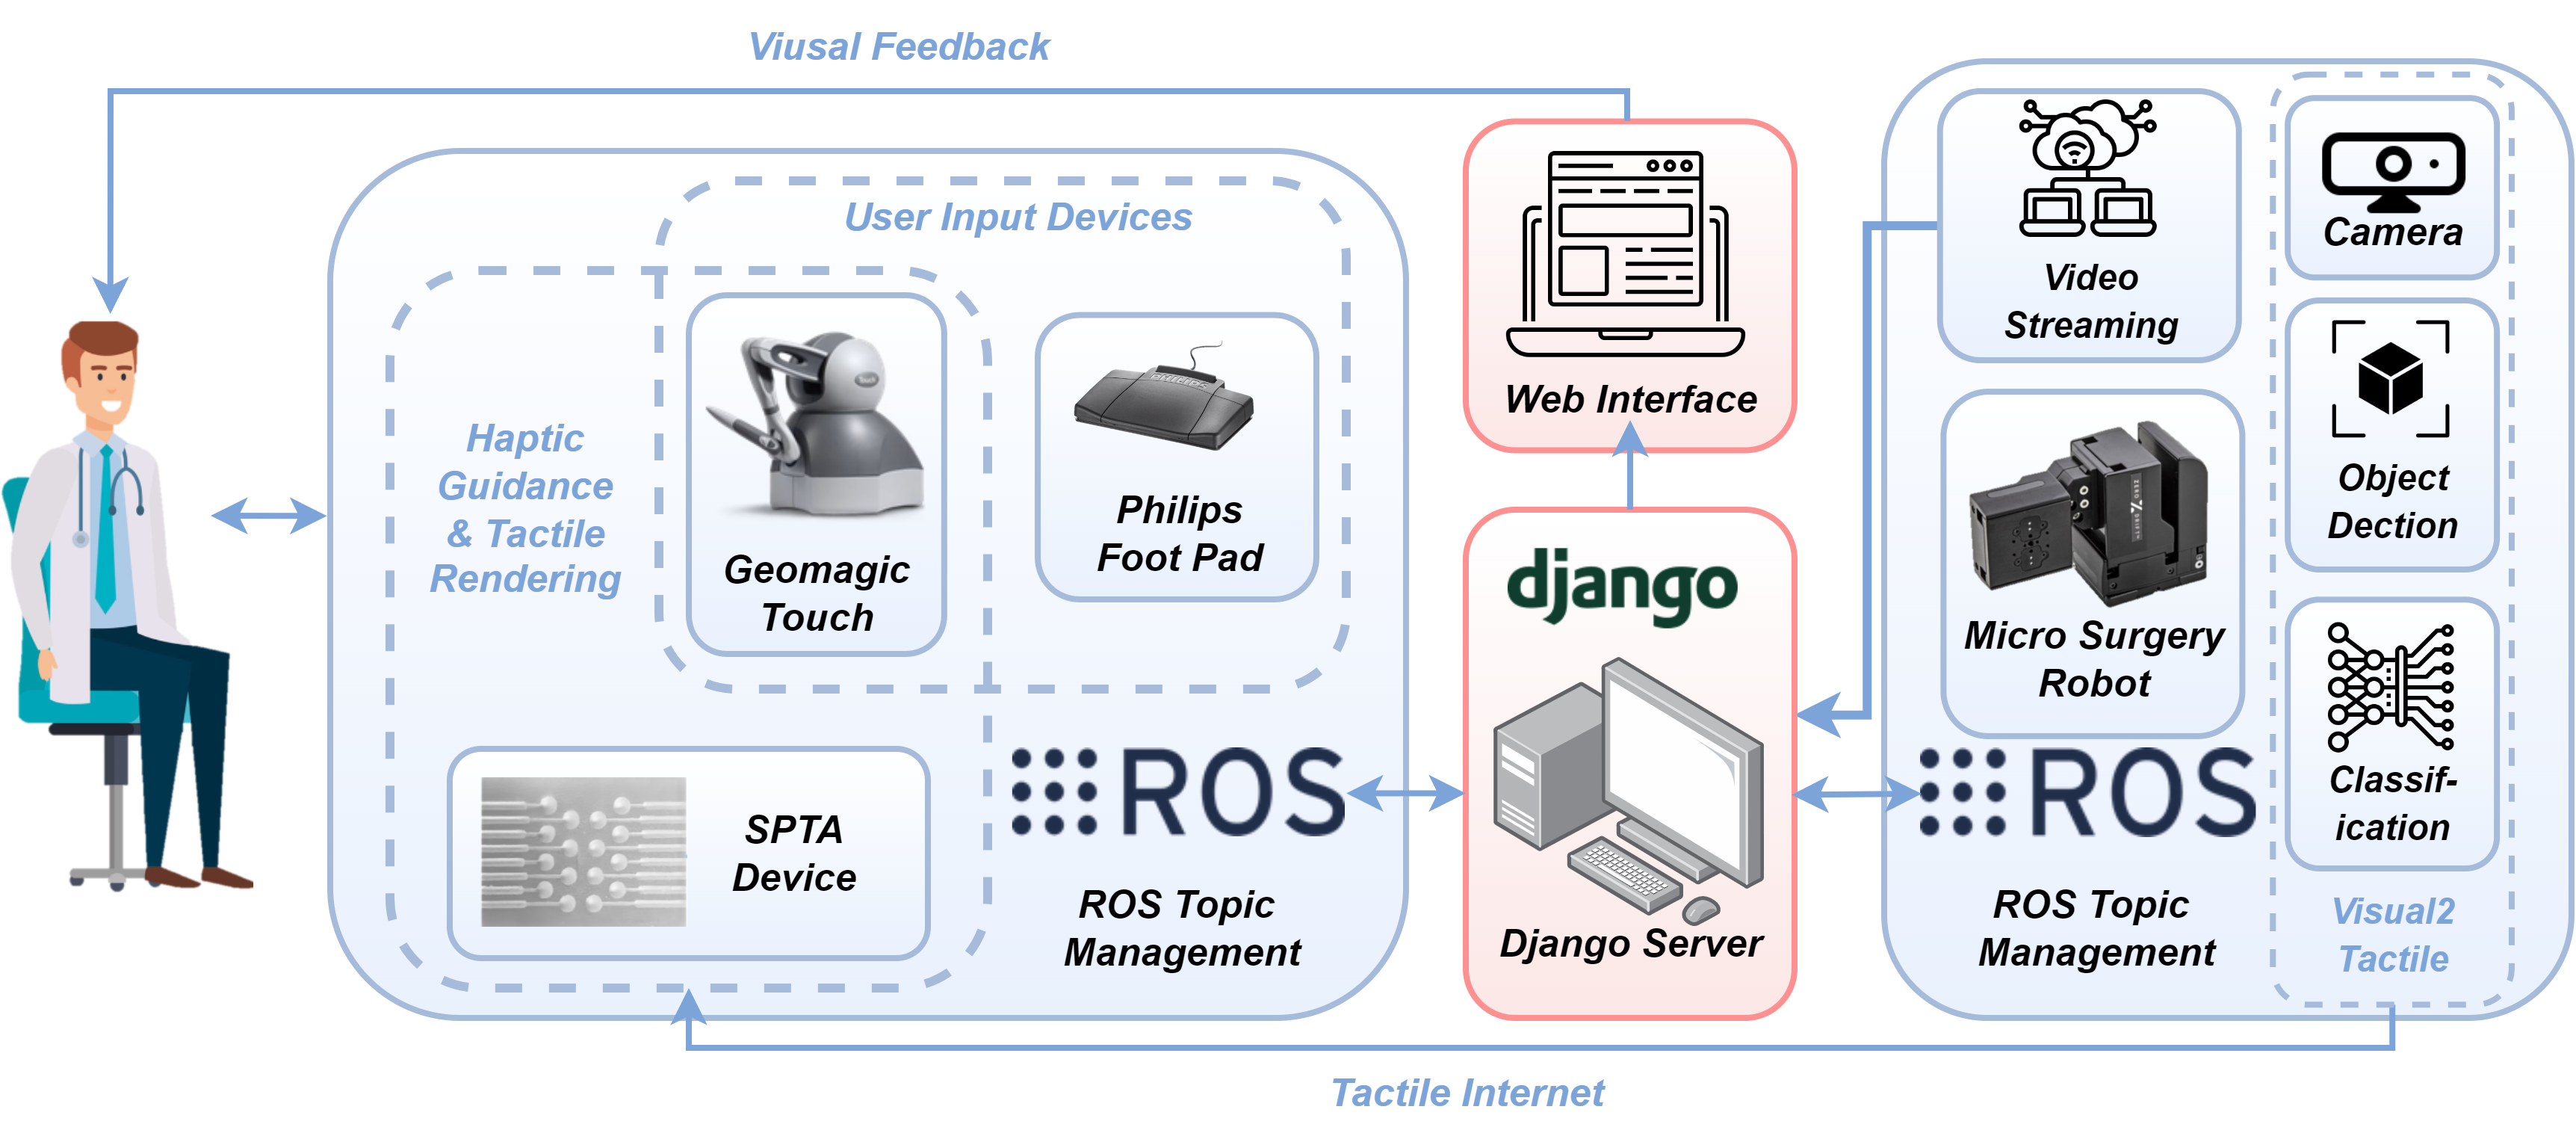 Viusal Feedback
User Input Devices
Haptic
Guidance
& Tactile
Rendering
Touch
Geomagic
Touch
PHILIPS
Philips
Foot Pad
SPTA
Device
ROS
ROS Topic
Management
Web Interface
django
Django Server
Video
Streaming
Micro Surgery
Robot
ROS
ROS Topic
Management
Camera
Object
Dection
Classif-
ication
Visual2
Tactile
Tactile Internet